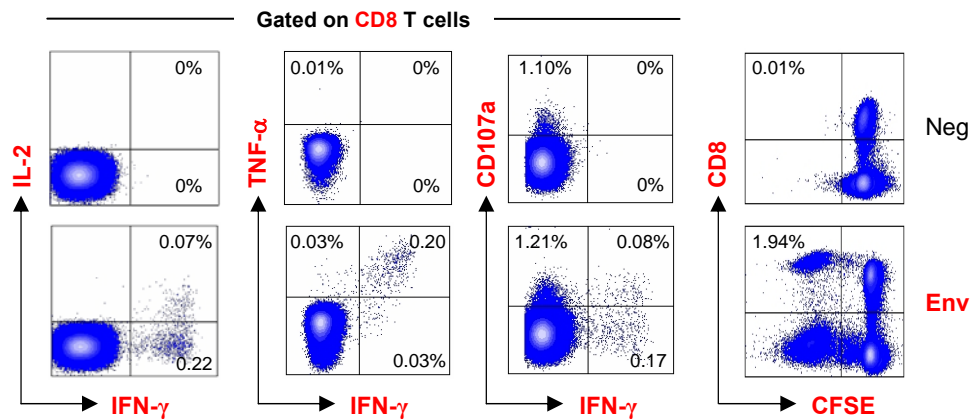 Gated on CD8 T cells
IL-2
0%
0%
TNF-α
0.01%
0%
0%
CD107a
1.10%
0%
0%
CD8
0.01%
Neg
0.07%
0.22
0.03%
0.20
0.03%
1.21%
0.08%
0.17
1.94%
Env
IFN-γ
IFN-γ
IFN-γ
CFSE